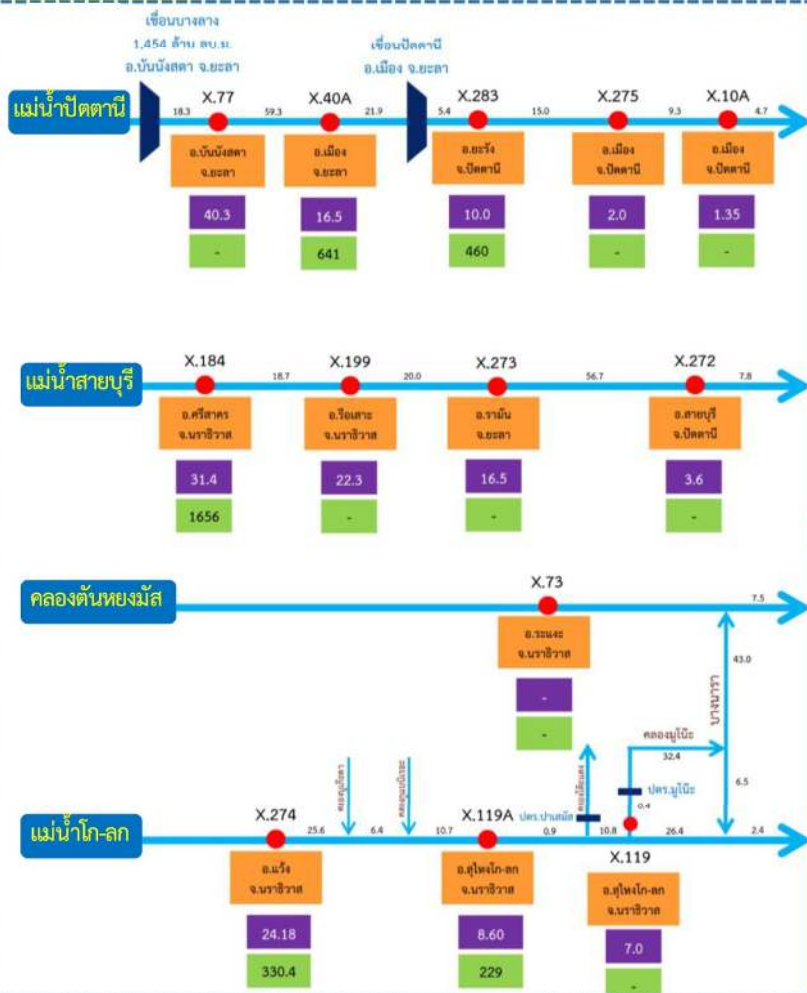 เขื่อนบางลาง
1,454 ล้าน ลบ.ม.
อ.บันนังสตา จ.ยะลา
เขื่อนปัตตานี
อ.เมือง จ.ยะลา
แม่น้ำปัตตานี
18.3
X.77
59.3
X.40A
21.9
5.4
X.283
15.0
X.275
9.3
X.10A
4.7
อ.บันนังสตา
จ.ยะลา
อ.เมือง
จ.ยะลา
อ.ยะรัง
จ.ปัตตานี
อ.เมือง
จ.ปัตตานี
อ.เมือง
จ.ปัตตานี
40.3
16.5
10.0
2.0
1.35
-
641
460
-
-
แม่น้ำสายบุรี
X.184
18.7
X.199
20.0
X.273
56.7
X.272
7.8
อ.ศรีสาคร
จ.นราธิวาส
อ.รือเสาะ
จ.นราธิวาส
อ.รามัน
จ.ยะลา
อ.สายบุรี
จ.ปัตตานี
31.4
22.3
16.5
3.6
1656
-
-
-
คลองตันหยงมัส
X.73
7.5
อ.ระแงะ
จ.นราธิวาส
-
-
บางนารา
43.0
คลองมูโน๊ะ
32.4
ปตร.มูโน๊ะ
0.4
6.5
แม่น้ำโก-ลก
X.274
25.6
6.4
10.7
X.119A
ปตร.ปาเสมัส
0.9
10.8
X.119
26.4
2.4
อ.แว้ง
จ.นราธิวาส
อ.สุไหงโก-ลก
จ.นราธิวาส
อ.สุไหงโก-ลก
จ.นราธิวาส
24.18
8.60
7.0
330.4
229
-